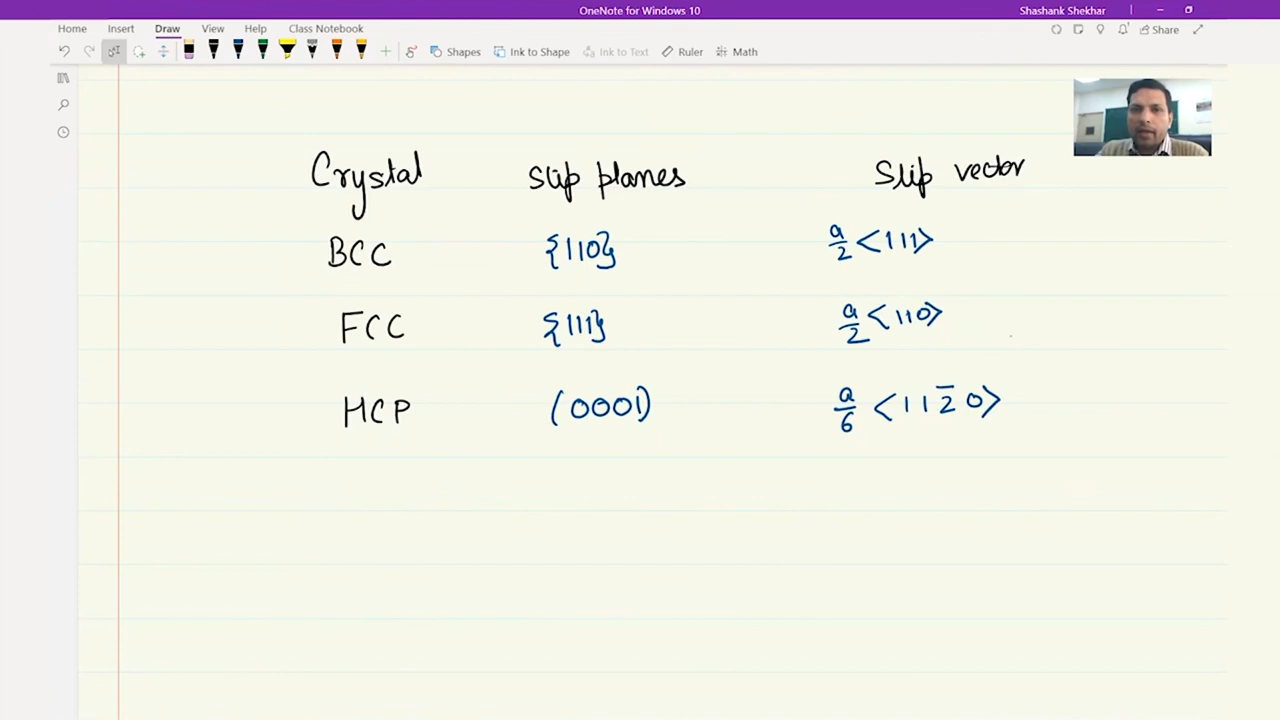 OneNote for Windows 10
Shashank Shekhar
Home Insert Draw View Help Class Notebook
Share
Shapes Ink to Shape Ink to Text Ruler Math
Crystal Slip planes Slip vector
BCC {110} a/2 <111>
FCC {111} a/2 <110>
HCP (0001) a/6 <112̄0>